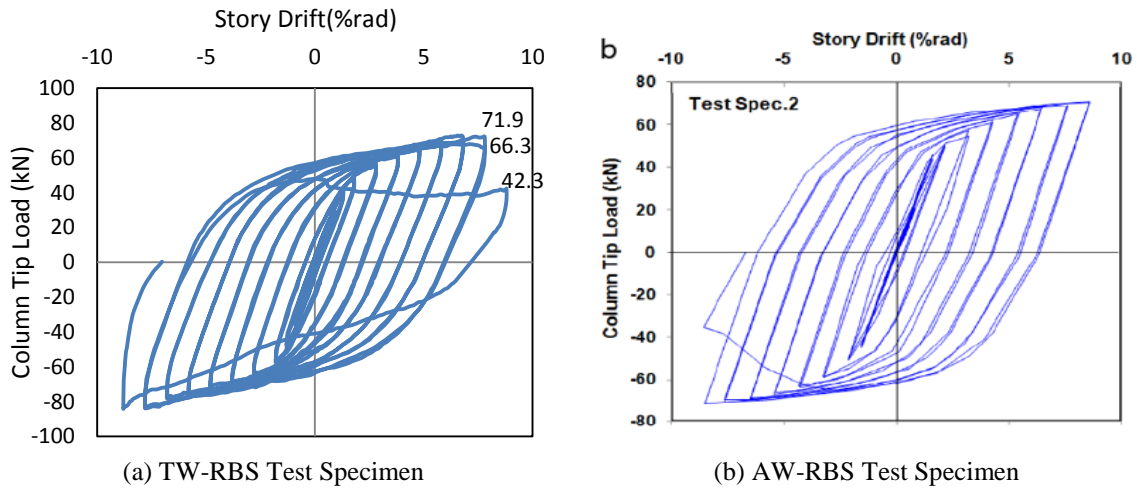 Story Drift(%rad)
-10 -5 0 5 10
100
80
60
40
20
0
-20
-40
-60
-80
-100
Column Tip Load (kN)
71.9
66.3
42.3
(a) TW-RBS Test Specimen
b
Story Drift (%rad)
-10 -5 0 5 10
80
60
40
20
0
-20
-40
-60
-80
Column Tip Load (kN)
Test Spec.2
(b) AW-RBS Test Specimen